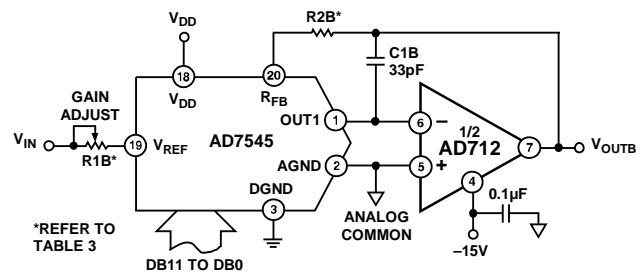 R2B*
VDD
C1B
33pF
18
20
VDD
RFB
GAIN
ADJUST
OUT1
1
6
–
1/2
VIN
19
VREF
AD7545
AD712
7
VOUTB
R1B*
AGND
2
5
+
DGND
4
0.1µF
3
ANALOG
COMMON
*REFER TO
TABLE 3
–15V
DB11 TO DB0